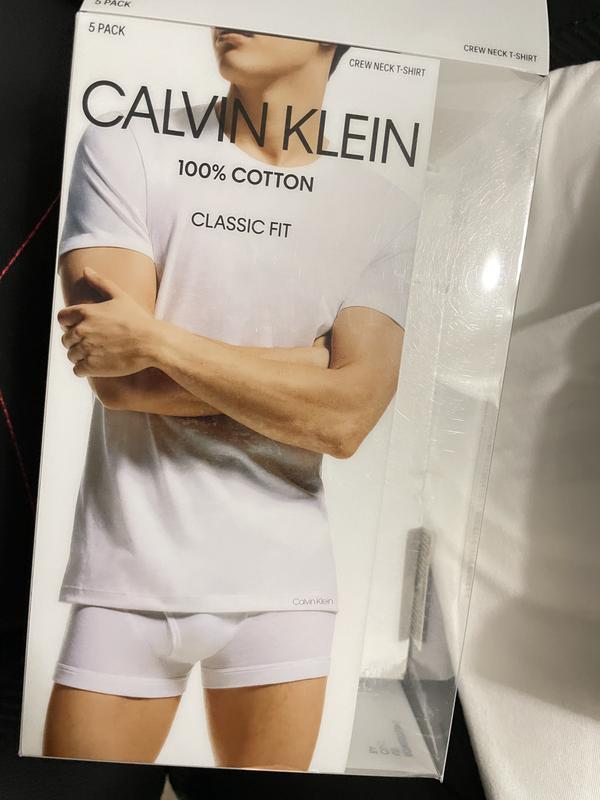 5 PACK
CREW NECK T-SHIRT
5 PACK
CREW NECK T-SHIRT
CALVIN KLEIN
100% COTTON
CLASSIC FIT
Calvin Klein